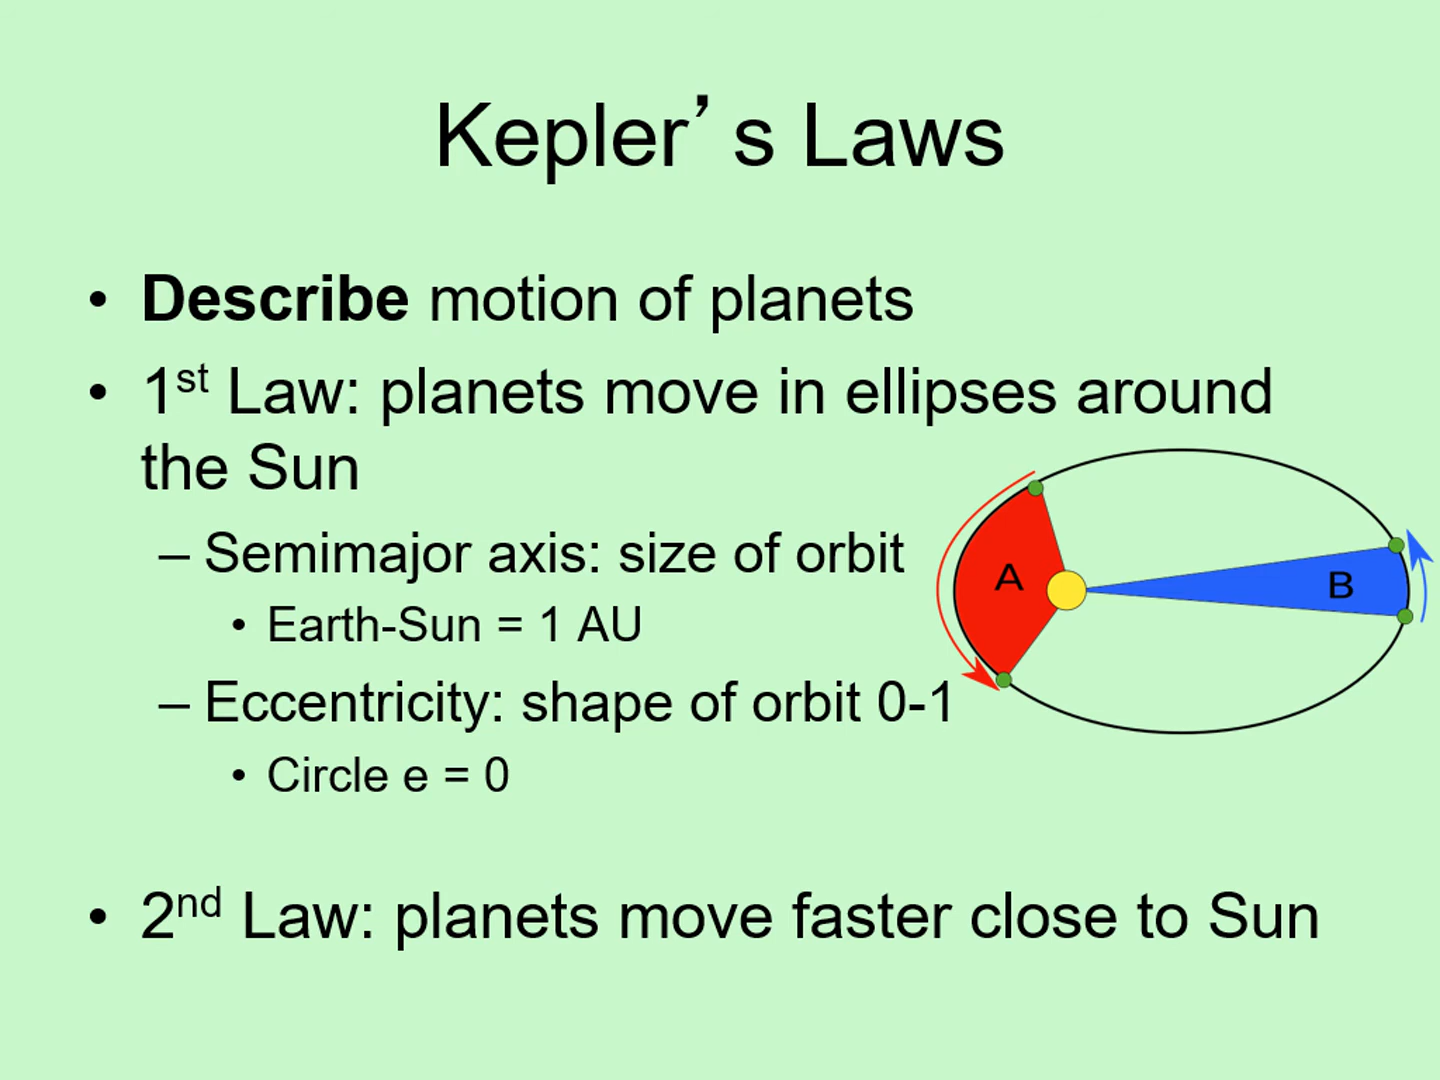 Kepler’s Laws
• Describe motion of planets
• 1st Law: planets move in ellipses around
the Sun
– Semimajor axis: size of orbit
• Earth-Sun = 1 AU
– Eccentricity: shape of orbit 0-1
• Circle e = 0
• 2nd Law: planets move faster close to Sun
A
B